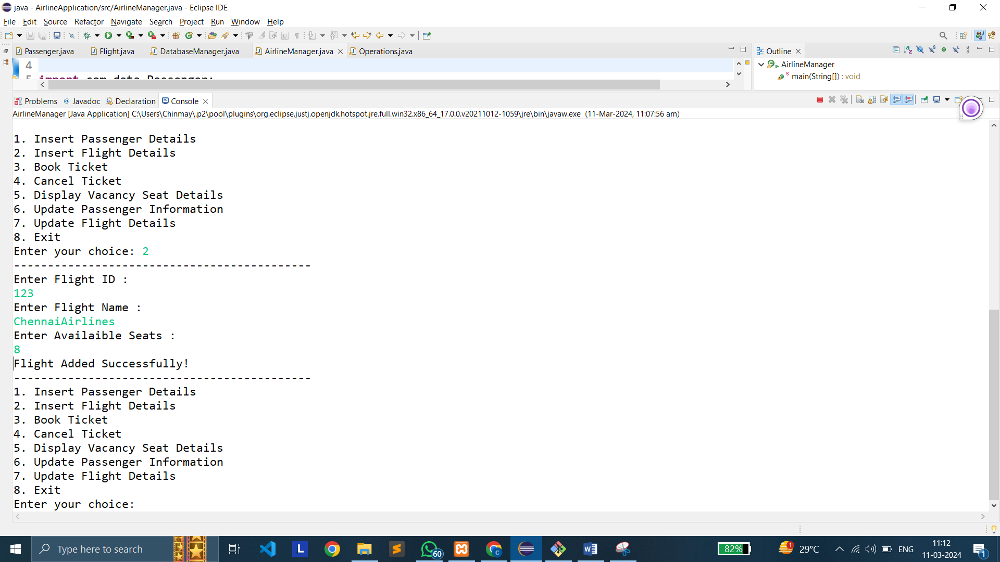 java - AirlineApplication/src/AirlineManager.java - Eclipse IDE
File Edit Source Refactor Navigate Search Project Run Window Help
Passenger.java Flight.java DatabaseManager.java AirlineManager.java Operations.java
Outline
4
AirlineManager
5 import com.data.Passenger;
main(String[]) : void
Problems @ Javadoc Declaration Console
AirlineManager [Java Application] C:\Users\Chinmay\.p2\pool\plugins\org.eclipse.justj.openjdk.hotspot.jre.full.win32.x86_64_17.0.0.v20211012-1059\jre\bin\javaw.exe (11-Mar-2024, 11:07:56 am)
1. Insert Passenger Details
2. Insert Flight Details
3. Book Ticket
4. Cancel Ticket
5. Display Vacancy Seat Details
6. Update Passenger Information
7. Update Flight Details
8. Exit
Enter your choice: 2
--------------------------------------------
Enter Flight ID :
123
Enter Flight Name :
ChennaiAirlines
Enter Availaible Seats :
8
Flight Added Successfully!
--------------------------------------------
1. Insert Passenger Details
2. Insert Flight Details
3. Book Ticket
4. Cancel Ticket
5. Display Vacancy Seat Details
6. Update Passenger Information
7. Update Flight Details
8. Exit
Enter your choice:
Type here to search
L
60
82%
1
29°C
ENG
11:12
11-03-2024
1